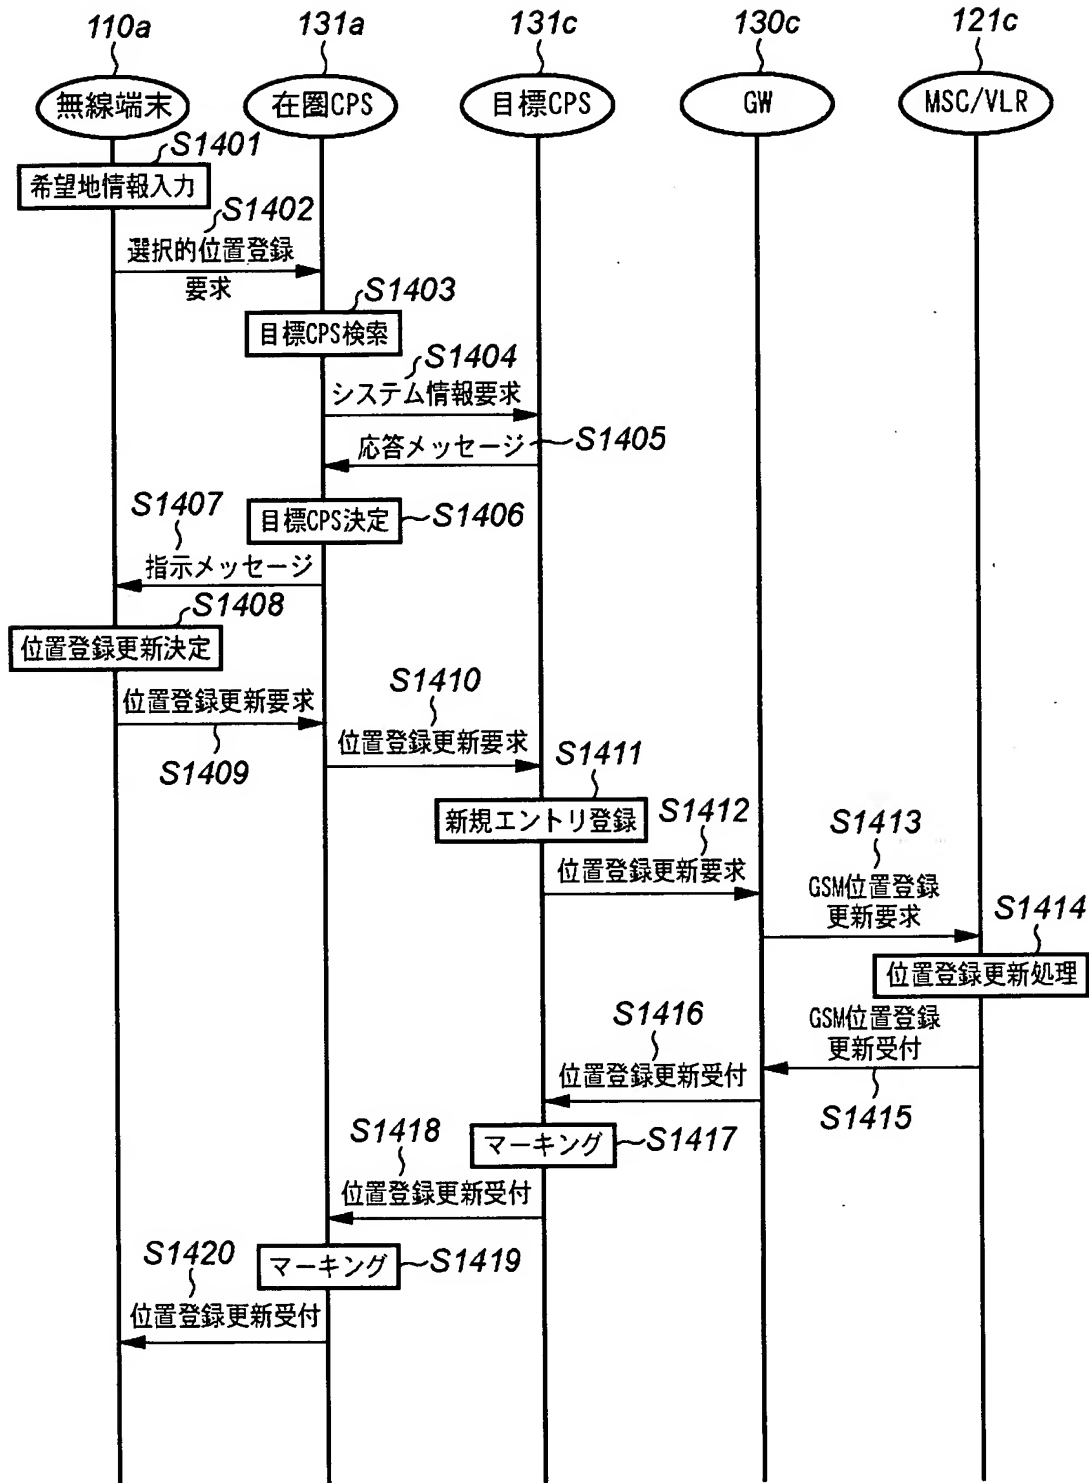 110a
131a
131c
130c
121c
無線端末
在圏CPS
目標CPS
GW
MSC/VLR
S1401
希望地情報入力
S1402
選択的位置登録
要求
S1403
目標CPS検索
S1404
システム情報要求
応答メッセージ
S1405
目標CPS決定
S1406
S1407
指示メッセージ
S1408
位置登録更新決定
位置登録更新要求
S1409
S1410
位置登録更新要求
S1411
新規エントリ登録
S1412
位置登録更新要求
S1413
GSM位置登録
更新要求
S1414
位置登録更新処理
GSM位置登録
更新受付
S1415
S1416
位置登録更新受付
マーキング
S1417
S1418
位置登録更新受付
マーキング
S1419
S1420
位置登録更新受付